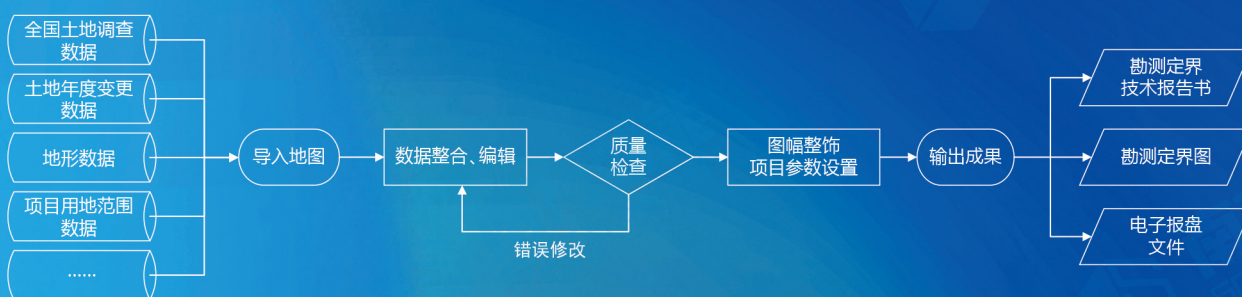 全国土地调查
数据
土地年度变更
数据
地形数据
项目用地范围
数据
……
导入地图
数据整合、编辑
质量
检查
错误修改
图幅整饰
项目参数设置
输出成果
勘测定界
技术报告书
勘测定界图
电子报盘
文件